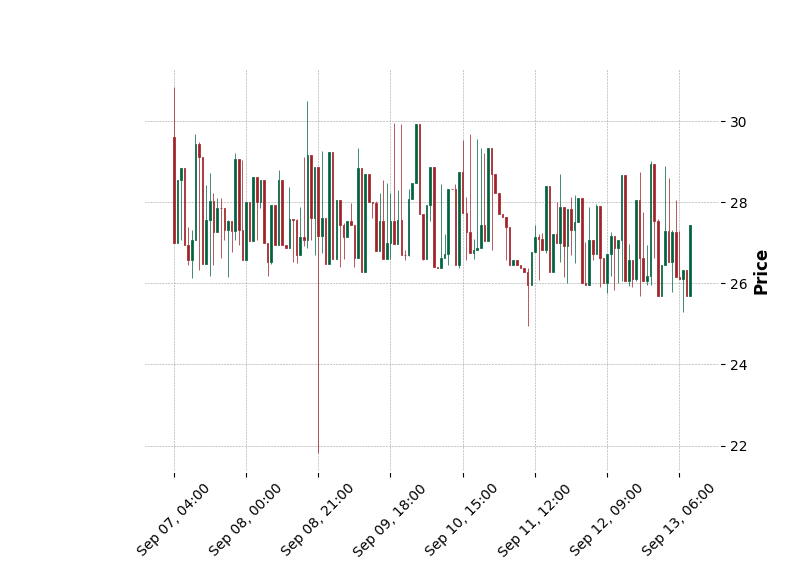 30
28
26
24
22
Price
Sep 07, 04:00
Sep 08, 00:00
Sep 08, 21:00
Sep 09, 18:00
Sep 10, 15:00
Sep 11, 12:00
Sep 12, 09:00
Sep 13, 06:00